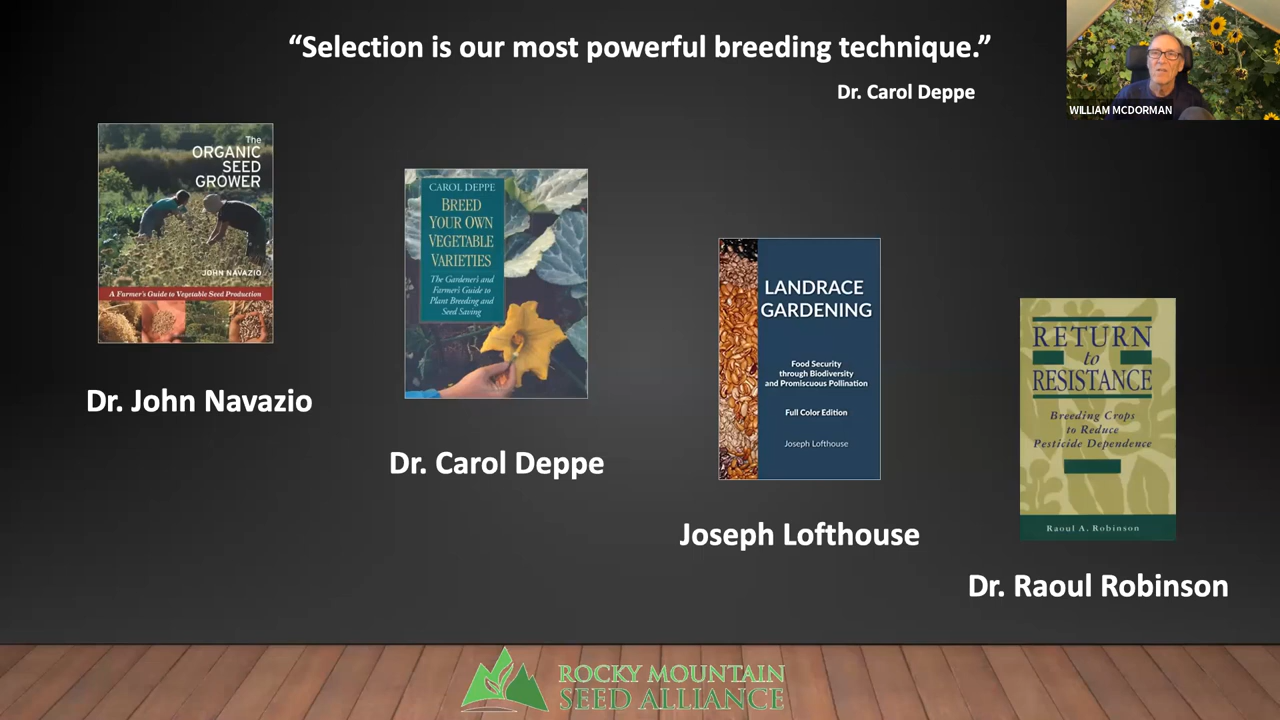 “Selection is our most powerful breeding technique.”
Dr. Carol Deppe
WILLIAM MCDORMAN
The
ORGANIC
SEED
GROWER
JOHN NAVAZIO
A Farmer's Guide to Vegetable Seed Production
Dr. John Navazio
CAROL DEPPE
BREED
YOUR OWN
VEGETABLE
VARIETIES
The Gardener's and
Farmer's Guide to
Plant Breeding and
Seed Saving
Dr. Carol Deppe
LANDRACE
GARDENING
Food Security
through Biodiversity
and Promiscuous Pollination
Full Color Edition
Joseph Lofthouse
Joseph Lofthouse
RETURN
to
RESISTANCE
Breeding Crops
to Reduce
Pesticide Dependence
Raoul A. Robinson
Dr. Raoul Robinson
ROCKY MOUNTAIN
SEED ALLIANCE